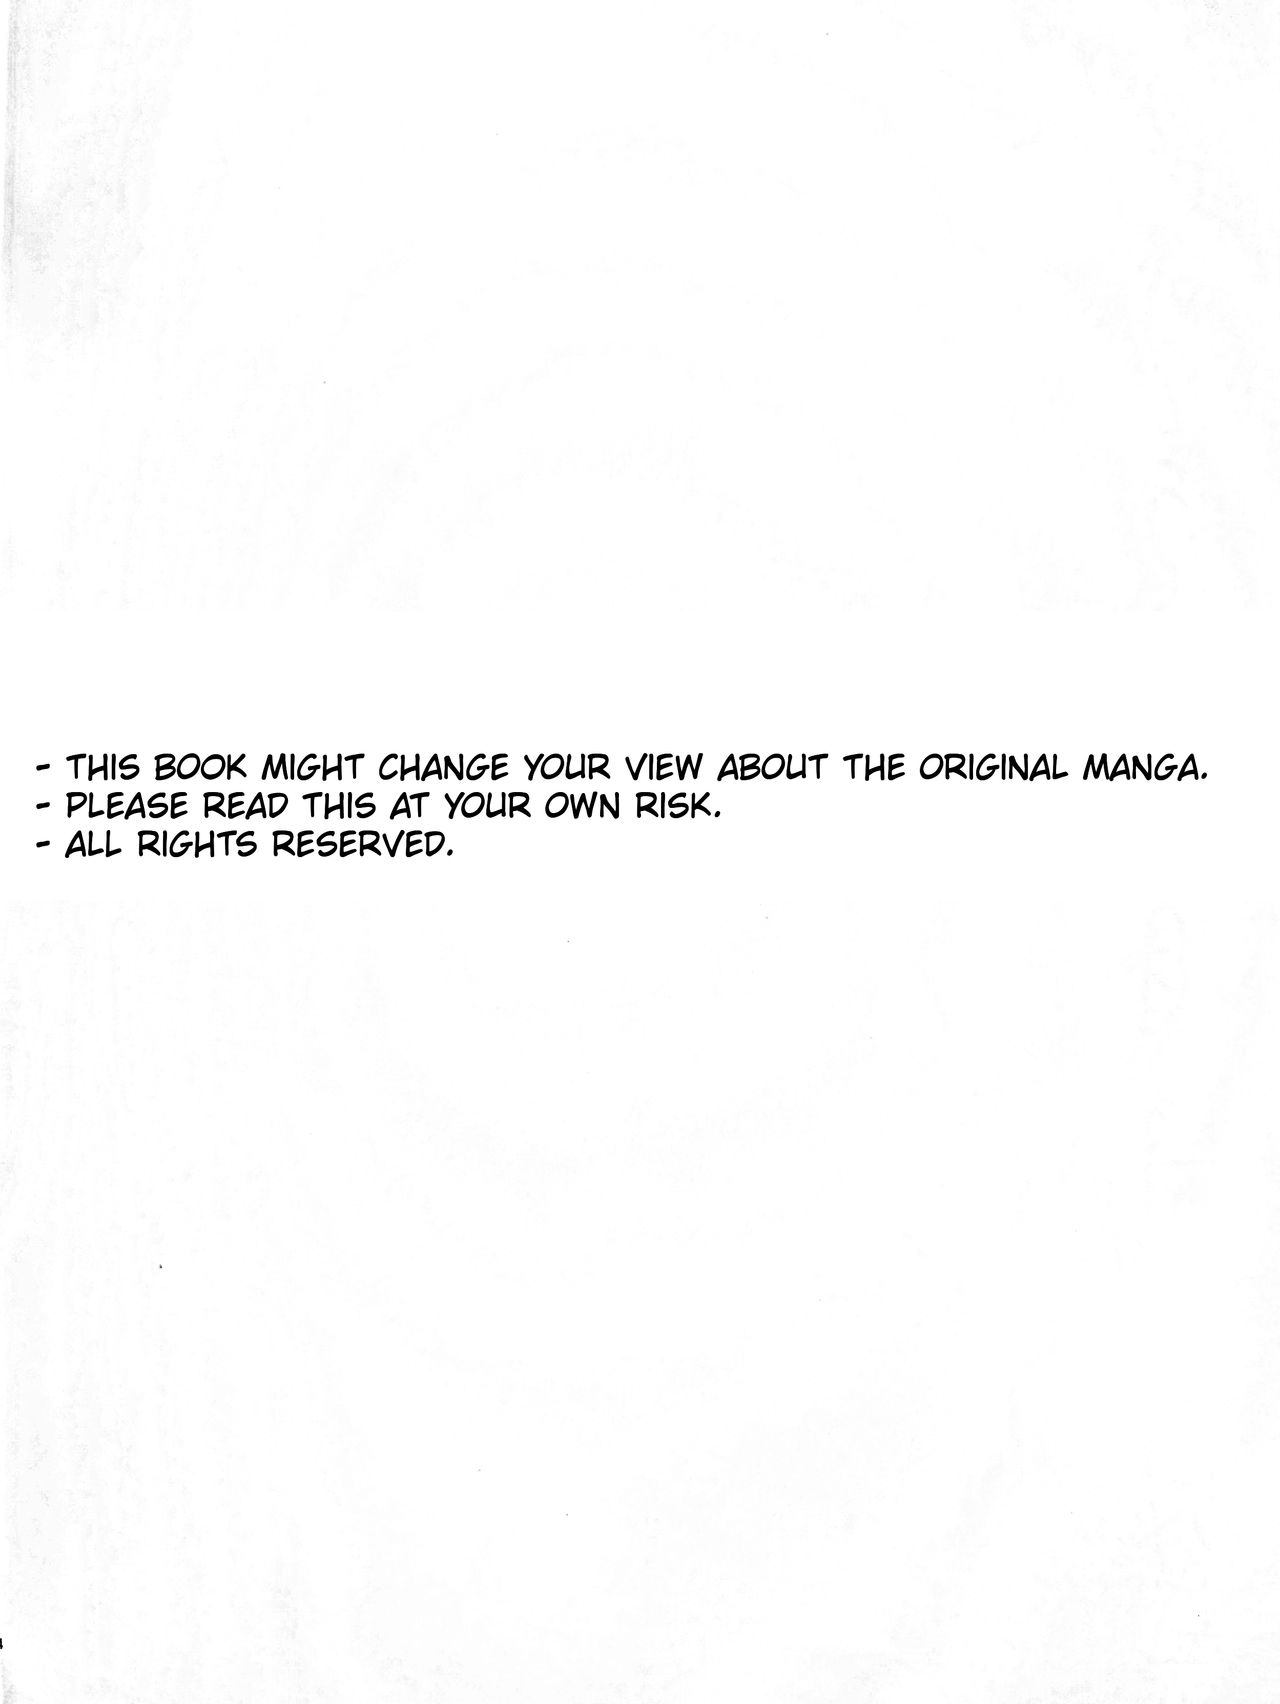 - THIS BOOK MIGHT CHANGE YOUR VIEW ABOUT THE ORIGINAL MANGA.
- PLEASE READ THIS AT YOUR OWN RISK.
- ALL RIGHTS RESERVED.